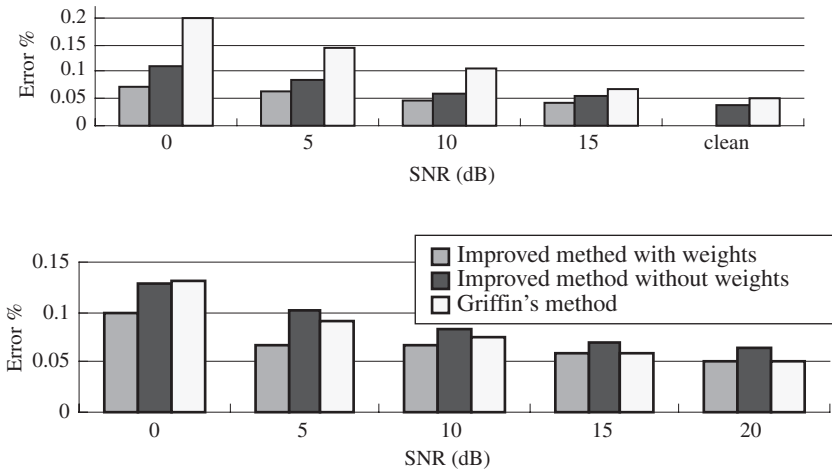 Error %
0.2
0.15
0.1
0.05
0
0 5 10 15 clean
SNR (dB)
Improved methed with weights
Improved method without weights
Griffin's method
Error %
0.15
0.1
0.05
0
0 5 10 15 20
SNR (dB)